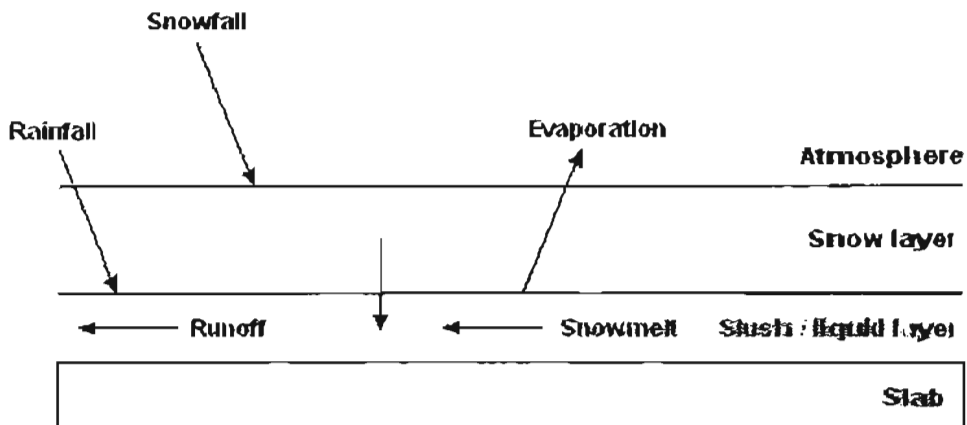 Snowfall
Rainfall
Evaporation
Atmosphere
Snow layer
Runoff
Snowmelt
Slush / liquid layer
Slab